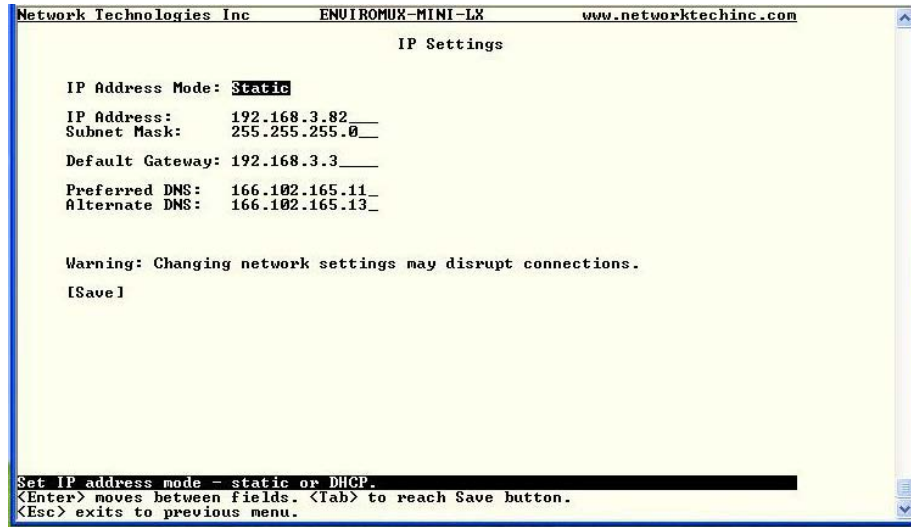 Network Technologies Inc ENVIROMUX-MINI-LX www.networktechinc.com
IP Settings
IP Address Mode: Static
IP Address: 192.168.3.82___
Subnet Mask: 255.255.255.0__
Default Gateway: 192.168.3.3____
Preferred DNS: 166.102.165.11_
Alternate DNS: 166.102.165.13_
Warning: Changing network settings may disrupt connections.
[Save]
Set IP address mode - static or DHCP.
<Enter> moves between fields. <Tab> to reach Save button.
<Esc> exits to previous menu.